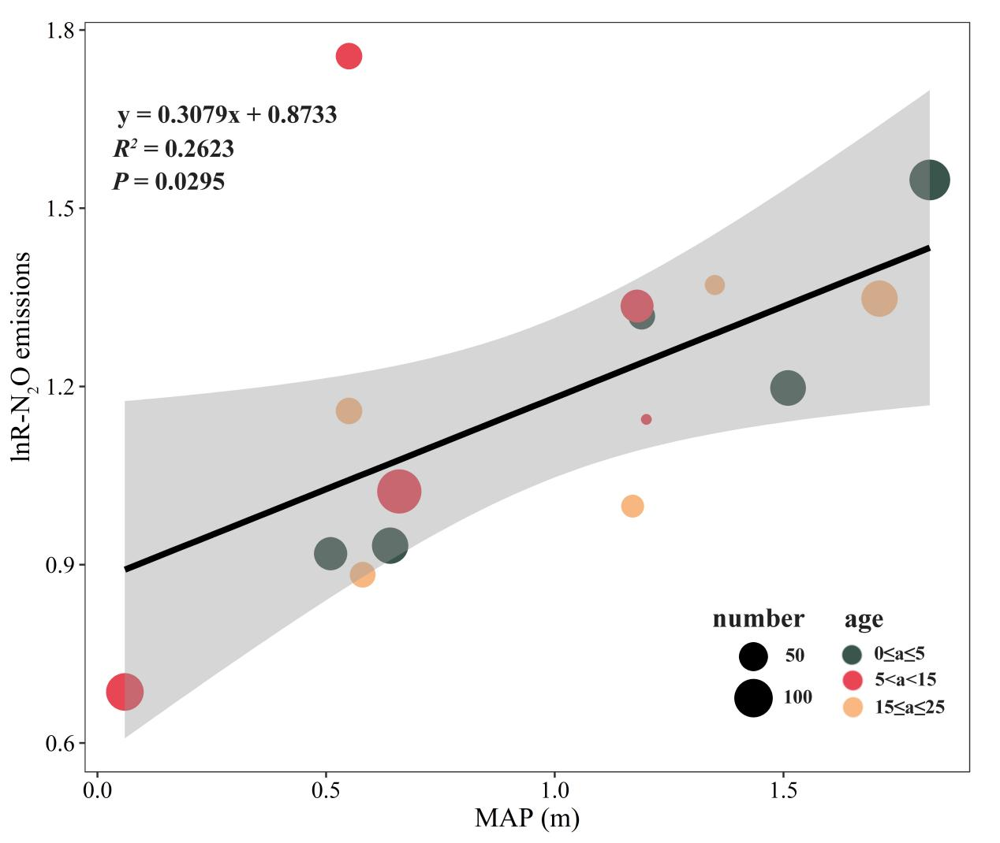 1.8
1.5
1.2
0.9
0.6
lnR-N₂O emissions
y = 0.3079x + 0.8733
R² = 0.2623
P = 0.0295
number
50
100
age
0≤a≤5
5<a<15
15≤a≤25
0.0 0.5 1.0 1.5
MAP (m)